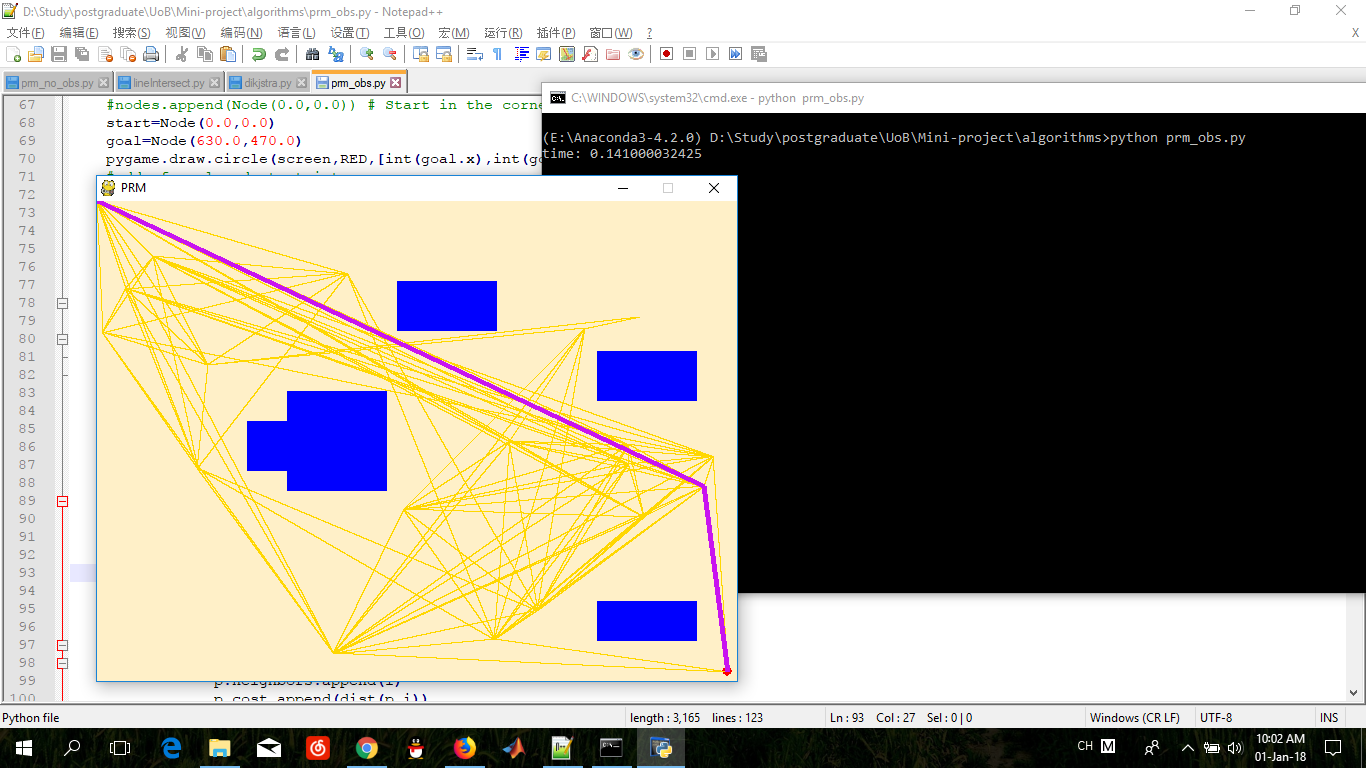 D:\Study\postgraduate\UoB\Mini-project\algorithms\prm_obs.py - Notepad++
文件(F) 编辑(E) 搜索(S) 视图(V) 编码(N) 语言(L) 设置(T) 工具(O) 宏(M) 运行(R) 插件(P) 窗口(W) ? X
prm_no_obs.py lineIntersect.py dikjstra.py prm_obs.py
67 #nodes.append(Node(0.0,0.0)) # Start in the corne
68 start=Node(0.0,0.0)
69 goal=Node(630.0,470.0)
70 pygame.draw.circle(screen,RED,[int(goal.x),int(go
71
72
73
74
75
76
77
78
79
80
81
82
83
84
85
86
87
88
89
90
91
92
93
94
95
96
97
98
99 p.neighbors.append(i)
100 p.cost.append(dist(p,i))
C:\WINDOWS\system32\cmd.exe - python prm_obs.py
(E:\Anaconda3-4.2.0) D:\Study\postgraduate\UoB\Mini-project\algorithms>python prm_obs.py
time: 0.141000032425
PRM
Python file length : 3,165 lines : 123 Ln : 93 Col : 27 Sel : 0 | 0 Windows (CR LF) UTF-8 INS
CH M 10:02 AM
01-Jan-18